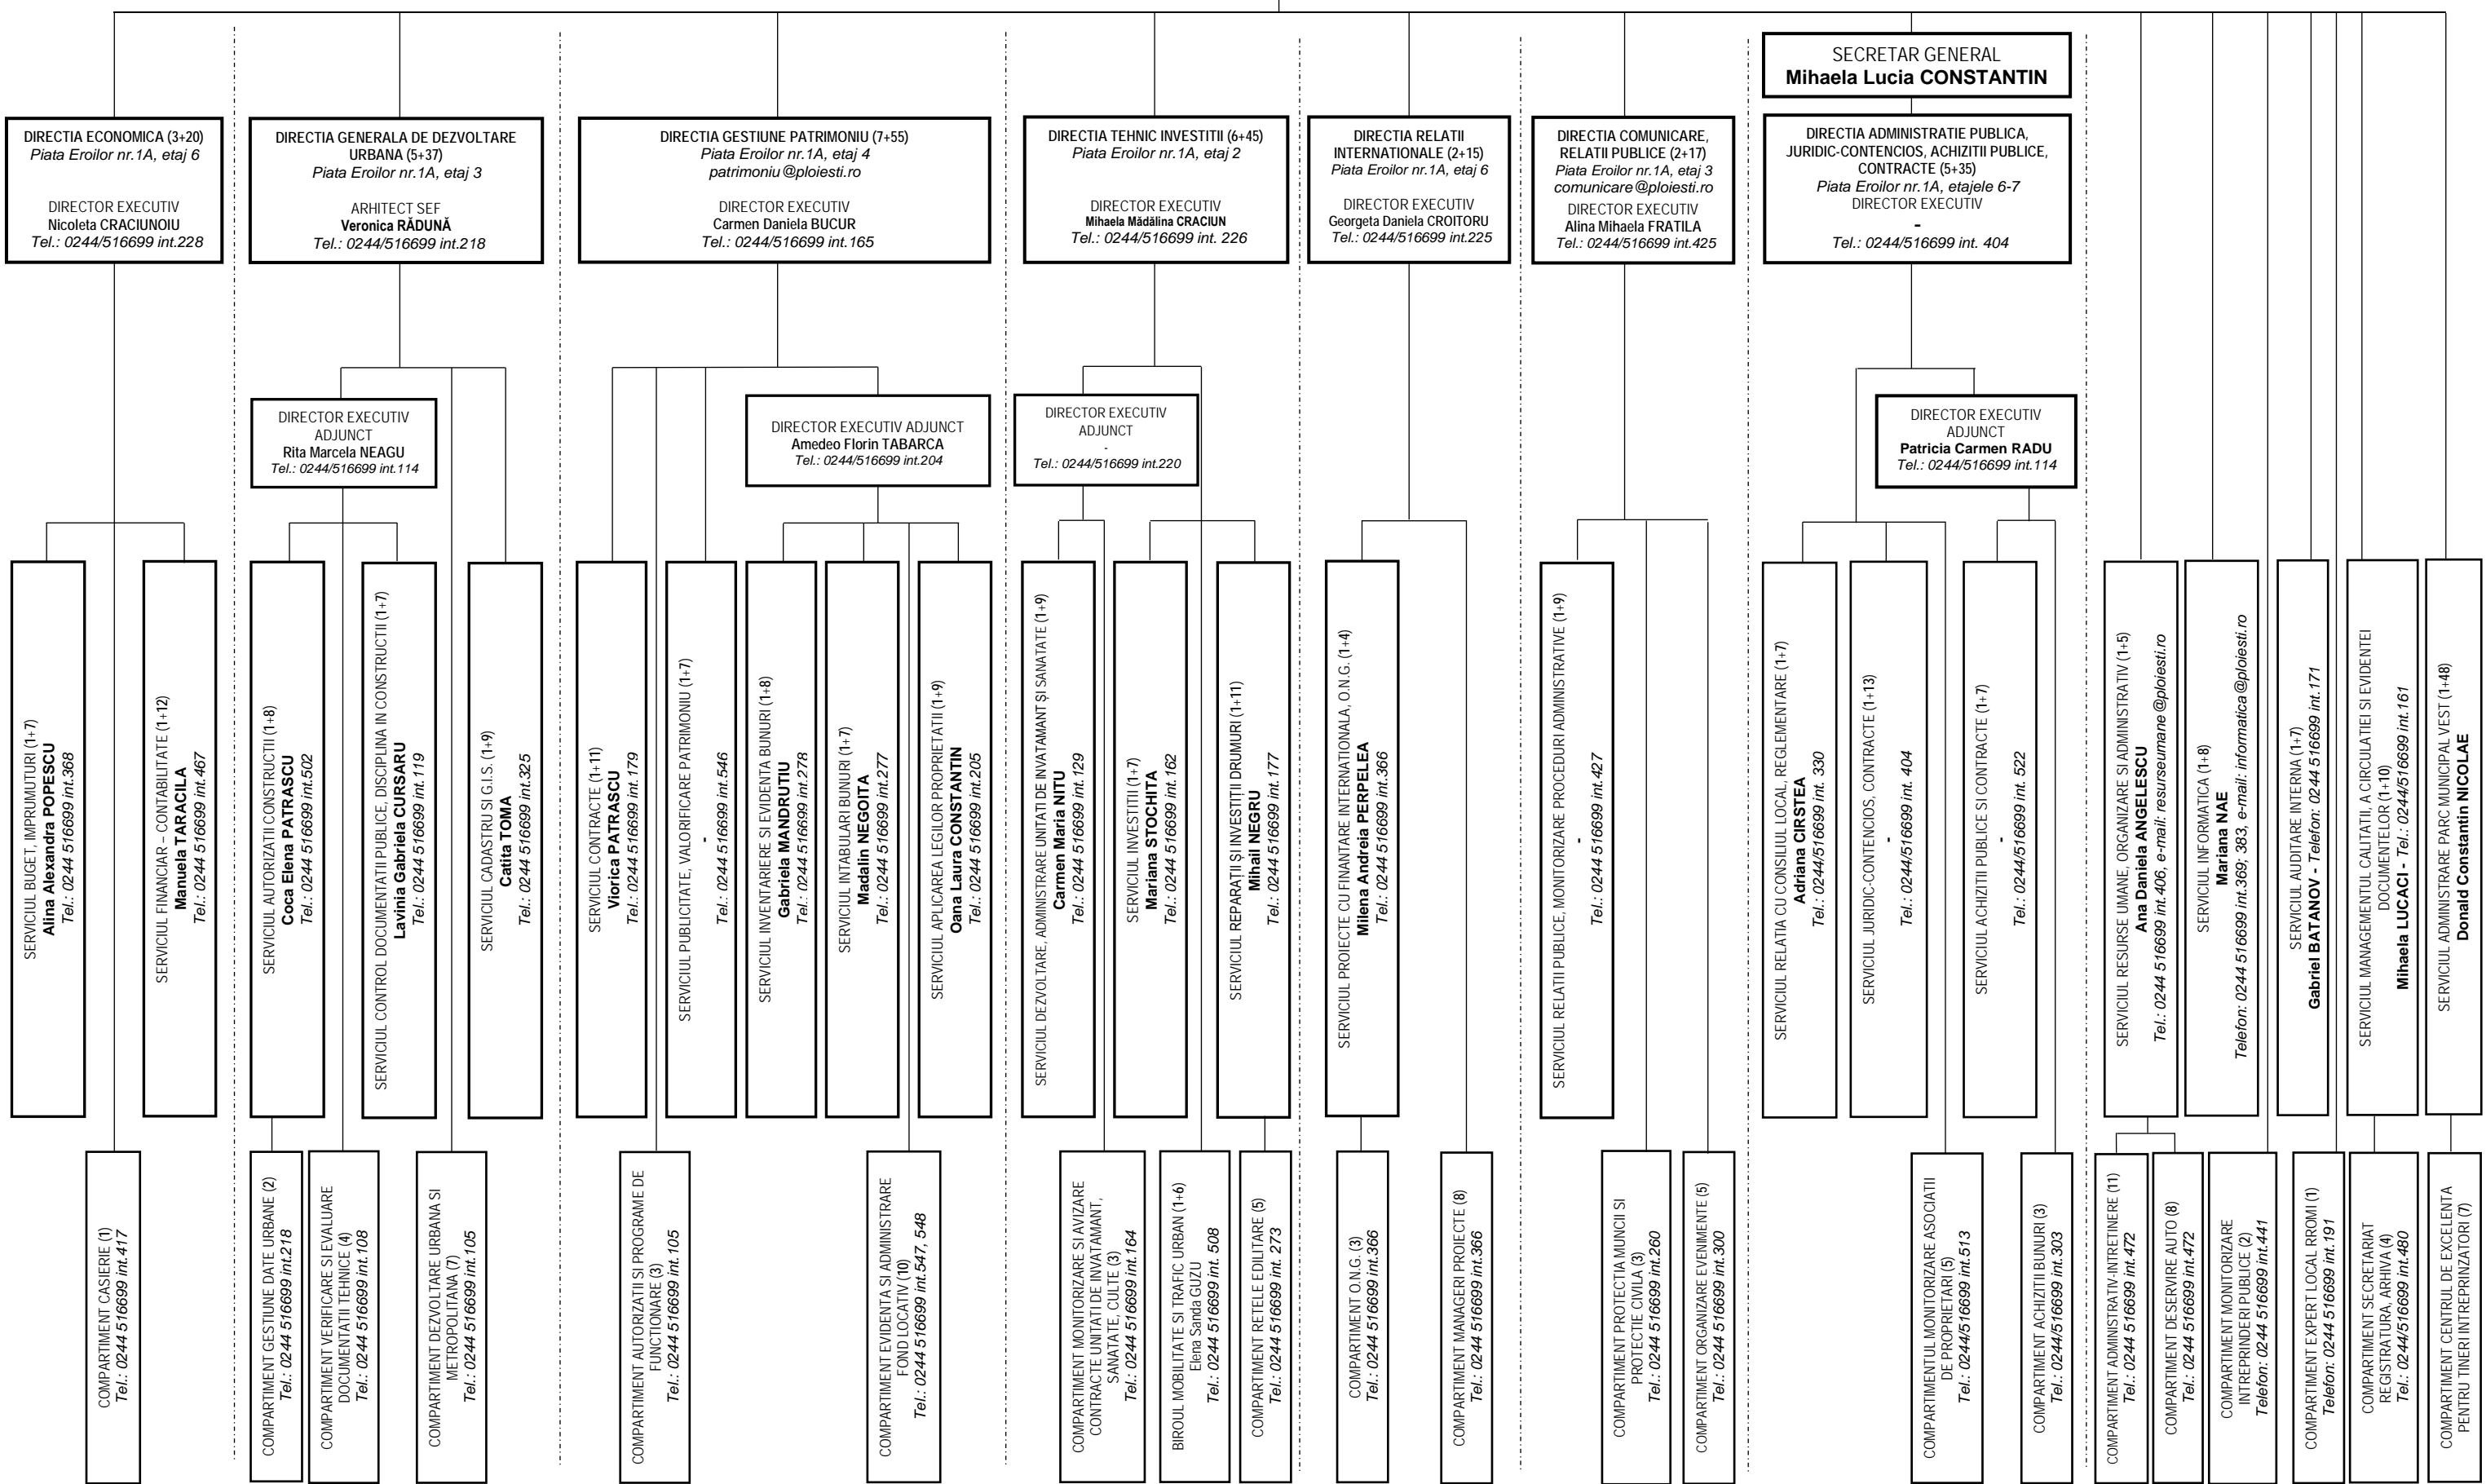 SECRETAR GENERAL
Mihaela Lucia CONSTANTIN
DIRECTIA ECONOMICA (3+20)
Piata Eroilor nr.1A, etaj 6
DIRECTOR EXECUTIV
Nicoleta CRACIUNOIU
Tel.: 0244/516699 int.228
DIRECTIA GENERALA DE DEZVOLTARE
URBANA (5+37)
Piata Eroilor nr.1A, etaj 3
ARHITECT SEF
Veronica RĂDUNĂ
Tel.: 0244/516699 int.218
DIRECTIA GESTIUNE PATRIMONIU (7+55)
Piata Eroilor nr.1A, etaj 4
patrimoniu@ploiesti.ro
DIRECTOR EXECUTIV
Carmen Daniela BUCUR
Tel.: 0244/516699 int.165
DIRECTIA TEHNIC INVESTITII (6+45)
Piata Eroilor nr.1A, etaj 2
DIRECTOR EXECUTIV
Mihaela Mădălina CRACIUN
Tel.: 0244/516699 int. 226
DIRECTIA RELATII
INTERNATIONALE (2+15)
Piata Eroilor nr.1A, etaj 6
DIRECTOR EXECUTIV
Georgeta Daniela CROITORU
Tel.: 0244/516699 int.225
DIRECTIA COMUNICARE,
RELATII PUBLICE (2+17)
Piata Eroilor nr.1A, etaj 3
comunicare@ploiesti.ro
DIRECTOR EXECUTIV
Alina Mihaela FRATILA
Tel.: 0244/516699 int.425
DIRECTIA ADMINISTRATIE PUBLICA,
JURIDIC-CONTENCIOS, ACHIZITII PUBLICE,
CONTRACTE (5+35)
Piata Eroilor nr.1A, etajele 6-7
DIRECTOR EXECUTIV
-
Tel.: 0244/516699 int. 404
DIRECTOR EXECUTIV
ADJUNCT
Rita Marcela NEAGU
Tel.: 0244/516699 int.114
DIRECTOR EXECUTIV ADJUNCT
Amedeo Florin TABARCA
Tel.: 0244/516699 int.204
DIRECTOR EXECUTIV
ADJUNCT
-
Tel.: 0244/516699 int.220
DIRECTOR EXECUTIV
ADJUNCT
Patricia Carmen RADU
Tel.: 0244/516699 int.114
SERVICIUL BUGET, IMPRUMUTURI (1+7)
Alina Alexandra POPESCU
Tel.: 0244 516699 int.368
SERVICIUL FINANCIAR – CONTABILITATE (1+12)
Manuela TARACILA
Tel.: 0244 516699 int.467
SERVICIUL AUTORIZATII CONSTRUCTII (1+8)
Coca Elena PATRASCU
Tel.: 0244 516699 int.502
SERVICIUL CONTROL DOCUMENTATII PUBLICE, DISCIPLINA IN CONSTRUCTII (1+7)
Lavinia Gabriela CURSARU
Tel.: 0244 516699 int. 119
SERVICIUL CADASTRU SI G.I.S. (1+9)
Catita TOMA
Tel.: 0244 516699 int.325
SERVICIUL CONTRACTE (1+11)
Viorica PATRASCU
Tel.: 0244 516699 int. 179
SERVICIUL PUBLICITATE, VALORIFICARE PATRIMONIU (1+7)
-
Tel.: 0244 516699 int.546
SERVICIUL INVENTARIERE SI EVIDENTA BUNURI (1+8)
Gabriela MANDRUTIU
Tel.: 0244 516699 int.278
SERVICIUL INTABULARI BUNURI (1+7)
Madalin NEGOITA
Tel.: 0244 516699 int.277
SERVICIUL APLICAREA LEGILOR PROPRIETATII (1+9)
Oana Laura CONSTANTIN
Tel.: 0244 516699 int.205
SERVICIUL DEZVOLTARE, ADMINISTRARE UNITATI DE INVATAMANT ȘI SANATATE (1+9)
Carmen Maria NITU
Tel.: 0244 516699 int.129
SERVICIUL INVESTITII (1+7)
Mariana STOCHITA
Tel.: 0244 516699 int. 162
SERVICIUL REPARAȚII ȘI INVESTIȚII DRUMURI (1+11)
Mihail NEGRU
Tel.: 0244 516699 int. 177
SERVICIUL PROIECTE CU FINANTARE INTERNATIONALA, O.N.G. (1+4)
Milena Andreia PERPELEA
Tel.: 0244 516699 int.366
SERVICIUL RELATII PUBLICE, MONITORIZARE PROCEDURI ADMINISTRATIVE (1+9)
-
Tel.: 0244 516699 int.427
SERVICIUL RELATIA CU CONSILIUL LOCAL, REGLEMENTARE (1+7)
Adriana CIRSTEA
Tel.: 0244/516699 int. 330
SERVICIUL JURIDIC-CONTENCIOS, CONTRACTE (1+13)
-
Tel.: 0244/516699 int. 404
SERVICIUL ACHIZITII PUBLICE SI CONTRACTE (1+7)
-
Tel.: 0244/516699 int. 522
SERVICIUL RESURSE UMANE, ORGANIZARE SI ADMINISTRATIV (1+5)
Ana Daniela ANGELESCU
Tel.: 0244 516699 int.406, e-mail: resurseumane@ploiesti.ro
SERVICIUL INFORMATICA (1+8)
Mariana NAE
Telefon: 0244 516699 int.369; 383, e-mail: informatica@ploiesti.ro
SERVICIUL AUDITARE INTERNA (1+7)
Gabriel BATANOV - Telefon: 0244 516699 int.171
SERVICIUL MANAGEMENTUL CALITATII, A CIRCULATIEI SI EVIDENTEI
DOCUMENTELOR (1+10)
Mihaela LUCACI - Tel.: 0244/516699 int.161
SERVICIUL ADMINISTRARE PARC MUNICIPAL VEST (1+48)
Donald Constantin NICOLAE
COMPARTIMENT CASIERIE (1)
Tel.: 0244 516699 int.417
COMPARTIMENT GESTIUNE DATE URBANE (2)
Tel.: 0244 516699 int.218
COMPARTIMENT VERIFICARE SI EVALUARE
DOCUMENTATII TEHNICE (4)
Tel.: 0244 516699 int.108
COMPARTIMENT DEZVOLTARE URBANA SI
METROPOLITANA (7)
Tel.: 0244 516699 int.105
COMPARTIMENT AUTORIZATII SI PROGRAME DE
FUNCTIONARE (3)
Tel.: 0244 516699 int. 105
COMPARTIMENT EVIDENTA SI ADMINISTRARE
FOND LOCATIV (10)
Tel.: 0244 516699 int.547, 548
COMPARTIMENT MONITORIZARE SI AVIZARE
CONTRACTE UNITATI DE INVATAMANT,
SANATATE, CULTE (3)
Tel.: 0244 516699 int.164
BIROUL MOBILITATE SI TRAFIC URBAN (1+6)
Elena Sanda GUZU
Tel.: 0244 516699 int. 508
COMPARTIMENT RETELE EDILITARE (5)
Tel.: 0244 516699 int. 273
COMPARTIMENT O.N.G. (3)
Tel.: 0244 516699 int.366
COMPARTIMENT MANAGERI PROIECTE (8)
Tel.: 0244 516699 int.366
COMPARTIMENT PROTECTIA MUNCII SI
PROTECTIE CIVILA (3)
Tel.: 0244 516699 int.260
COMPARTIMENT ORGANIZARE EVENIMENTE (5)
Tel.: 0244 516699 int.300
COMPARTIMENTUL MONITORIZARE ASOCIATII
DE PROPRIETARI (5)
Tel.: 0244/516699 int.513
COMPARTIMENT ACHIZITII BUNURI (3)
Tel.: 0244/516699 int.303
COMPARTIMENT ADMINISTRATIV-INTRETINERE (11)
Tel.: 0244 516699 int.472
COMPARTIMENT DESERVIRE AUTO (8)
Tel.: 0244 516699 int.472
COMPARTIMENT MONITORIZARE
INTREPRINDERI PUBLICE (2)
Telefon: 0244 516699 int.441
COMPARTIMENT EXPERT LOCAL RROMI (1)
Telefon: 0244 516699 int.191
COMPARTIMENT SECRETARIAT
REGISTRATURA, ARHIVA (4)
Tel.: 0244/516699 int.480
COMPARTIMENT CENTRUL DE EXCELENTA
PENTRU TINERI INTREPRINZATORI (7)